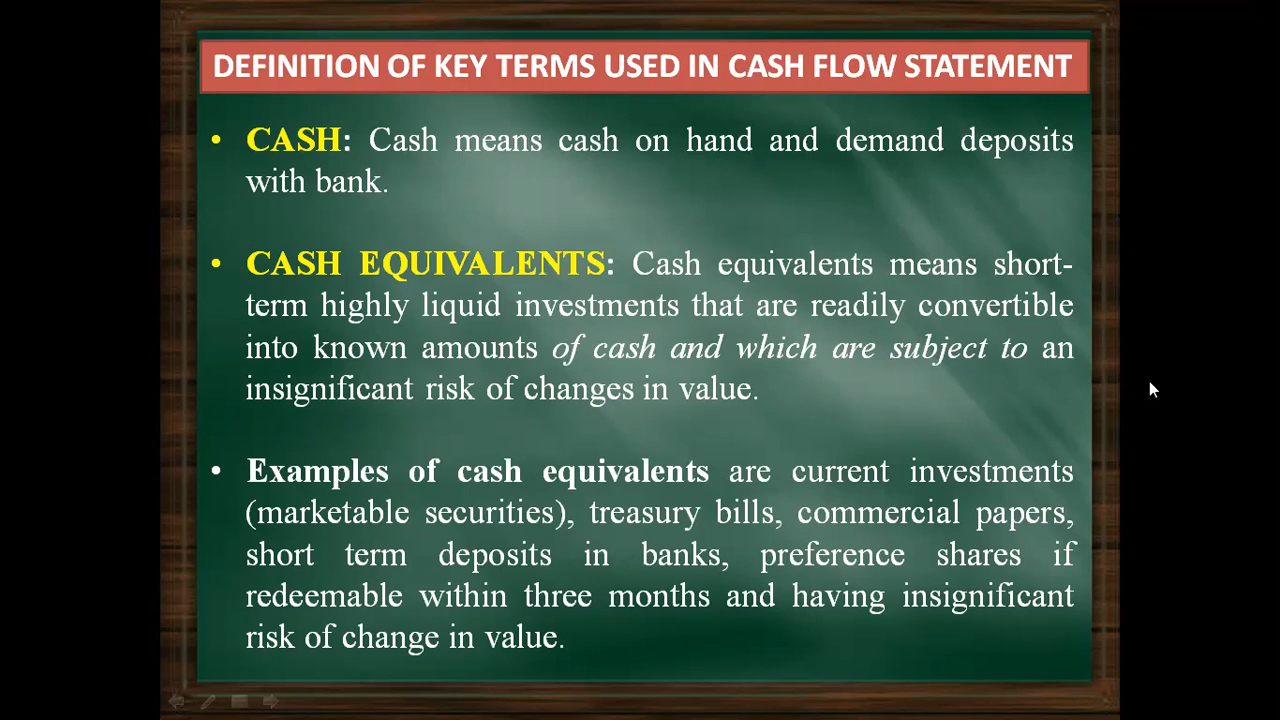 DEFINITION OF KEY TERMS USED IN CASH FLOW STATEMENT
• CASH: Cash means cash on hand and demand deposits
with bank.
• CASH EQUIVALENTS: Cash equivalents means short-
term highly liquid investments that are readily convertible
into known amounts of cash and which are subject to an
insignificant risk of changes in value.
• Examples of cash equivalents are current investments
(marketable securities), treasury bills, commercial papers,
short term deposits in banks, preference shares if
redeemable within three months and having insignificant
risk of change in value.